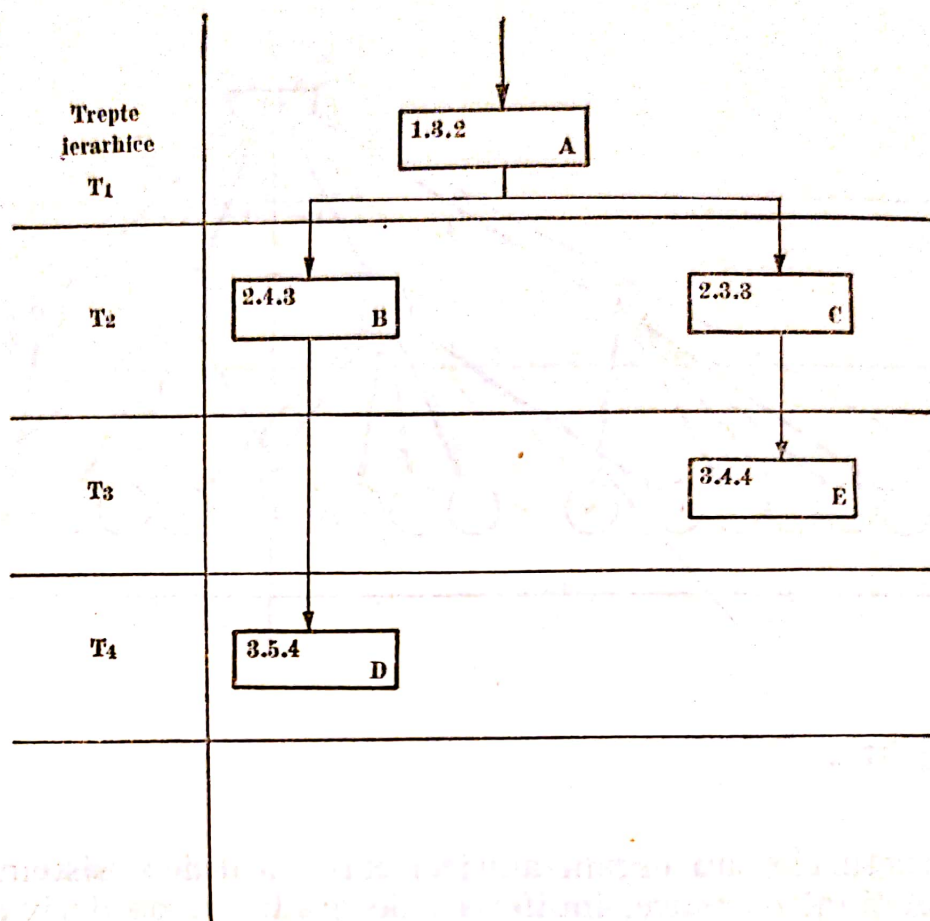 Trepte
ierarhice
T1
1.3.2
A
T2
2.4.3
B
2.3.3
C
T3
3.4.4
E
T4
3.5.4
D